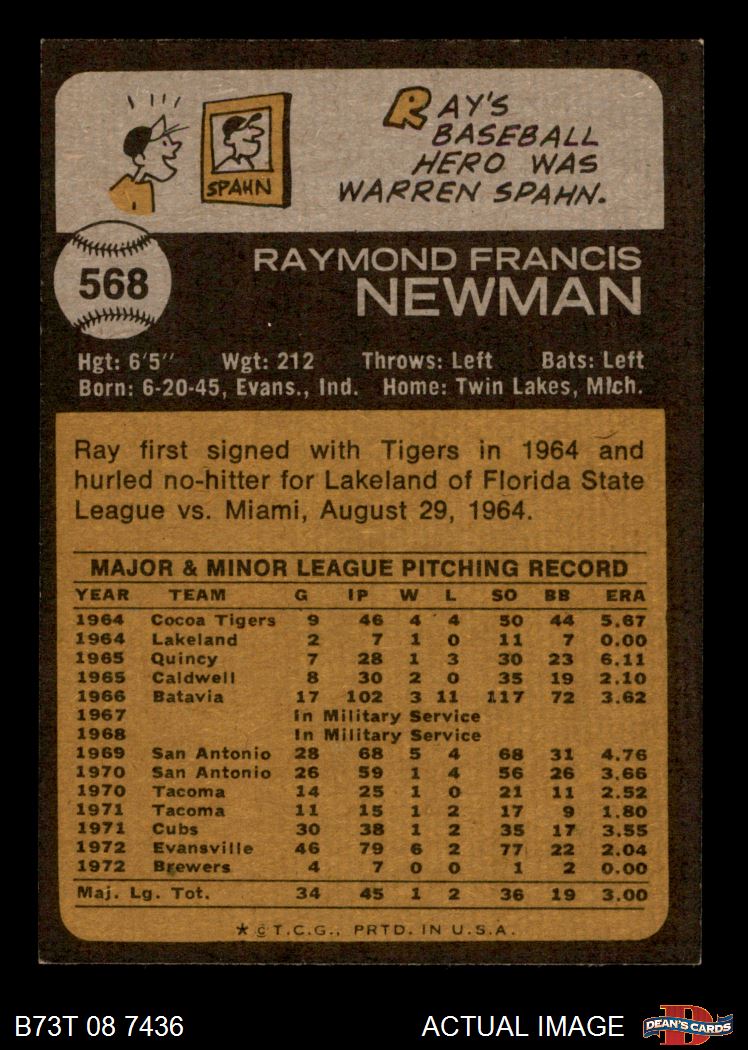 RAY'S
BASEBALL
HERO WAS
WARREN SPAHN.
SPAHN
568
RAYMOND FRANCIS
NEWMAN
Hgt: 6'5" Wgt: 212 Throws: Left Bats: Left
Born: 6-20-45, Evans., Ind. Home: Twin Lakes, Mich.
Ray first signed with Tigers in 1964 and
hurled no-hitter for Lakeland of Florida State
League vs. Miami, August 29, 1964.
MAJOR & MINOR LEAGUE PITCHING RECORD
YEAR TEAM G IP W L SO BB ERA
1964 Cocoa Tigers 9 46 4 4 50 44 5.67
1964 Lakeland 2 7 1 0 11 7 0.00
1965 Quincy 7 28 1 3 30 23 6.11
1965 Caldwell 8 30 2 0 35 19 2.10
1966 Batavia 17 102 3 11 117 72 3.62
1967 In Military Service
1968 In Military Service
1969 San Antonio 28 68 5 4 68 31 4.76
1970 San Antonio 26 59 1 4 56 26 3.66
1970 Tacoma 14 25 1 0 21 11 2.52
1971 Tacoma 11 15 1 2 17 9 1.80
1971 Cubs 30 38 1 2 35 17 3.55
1972 Evansville 46 79 6 2 77 22 2.04
1972 Brewers 4 7 0 0 1 2 0.00
Maj. Lg. Tot. 34 45 1 2 36 19 3.00
★ © T.C.G., PRTD. IN U.S.A.
B73T 08 7436 ACTUAL IMAGE D DEAN'S CARDS